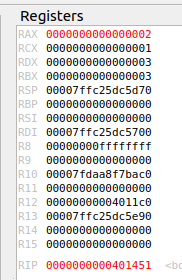 Registers
RAX 0000000000000002
RCX 0000000000000001
RDX 0000000000000003
RBX 0000000000000003
RSP 00007ffc25dc5d70
RBP 0000000000000000
RSI 0000000000000000
RDI 00007ffc25dc5700
R8 00000000ffffffff
R9 0000000000000000
R10 00007fdaa8f7bac0
R11 0000000000000000
R12 00000000004011c0
R13 00007ffc25dc5e90
R14 0000000000000000
R15 0000000000000000
RIP 0000000000401451 <bo